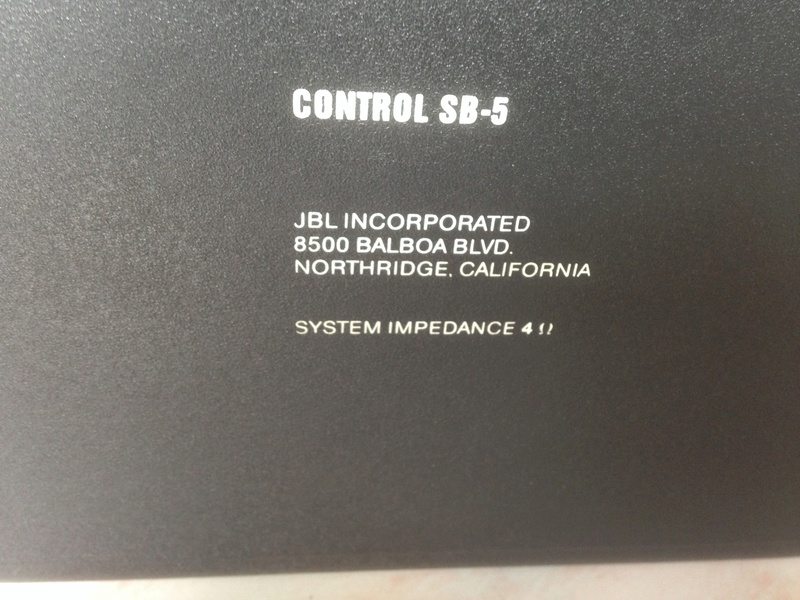 CONTROL SB-5
JBL INCORPORATED
8500 BALBOA BLVD.
NORTHRIDGE, CALIFORNIA
SYSTEM IMPEDANCE 4 Ω